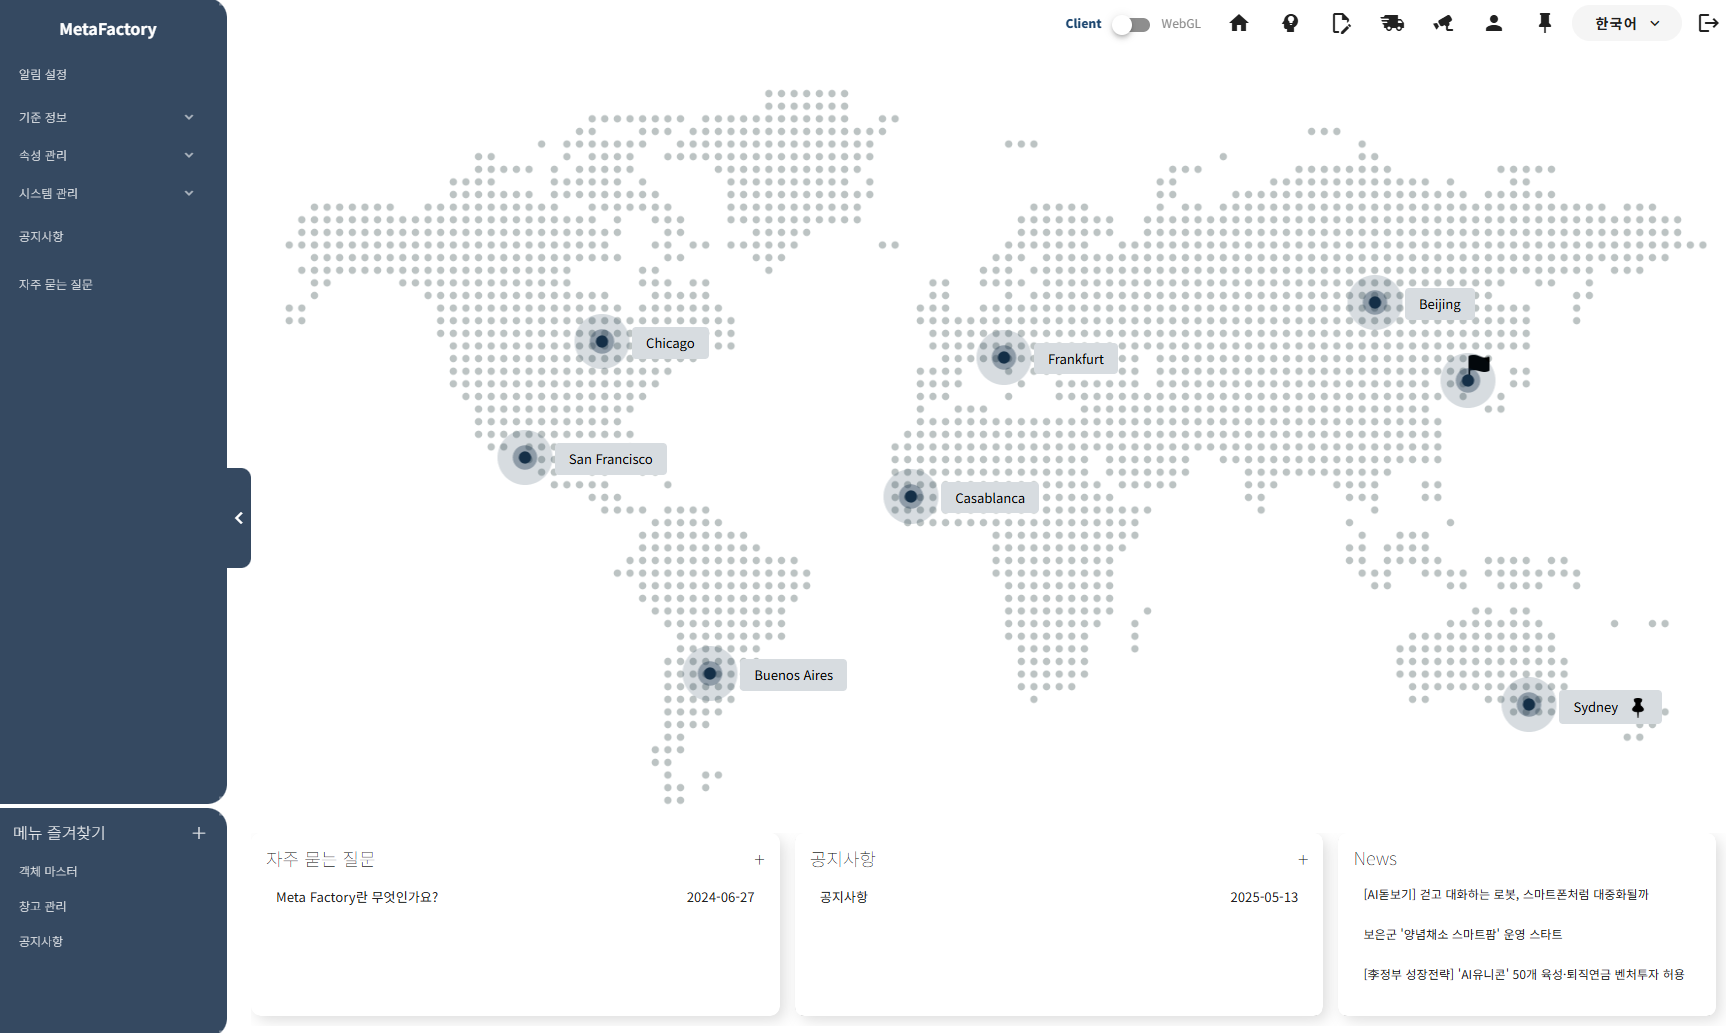 MetaFactory
알림 설정
기준 정보
속성 관리
시스템 관리
공지사항
자주 묻는 질문
메뉴 즐겨찾기
객체 마스터
창고 관리
공지사항
Client WebGL 한국어
Beijing
Chicago
Frankfurt
San Francisco
Casablanca
Buenos Aires
Sydney
자주 묻는 질문
Meta Factory란 무엇인가요? 2024-06-27
공지사항
공지사항 2025-05-13
News
[AI돋보기] 걷고 대화하는 로봇, 스마트폰처럼 대중화될까
보은군 '양념채소 스마트팜' 운영 스타트
[李정부 성장전략] 'AI유니콘' 50개 육성·퇴직연금 벤처투자 허용